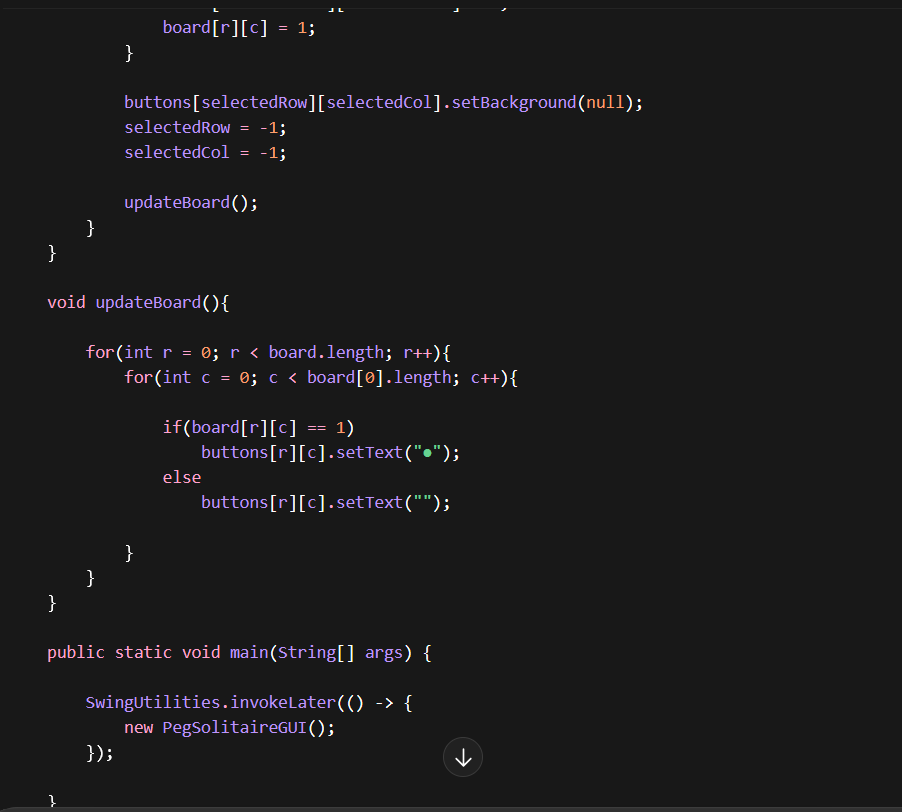 board[r][c] = 1;
}
buttons[selectedRow][selectedCol].setBackground(null);
selectedRow = -1;
selectedCol = -1;
updateBoard();
}
}
void updateBoard(){
for(int r = 0; r < board.length; r++){
for(int c = 0; c < board[0].length; c++){
if(board[r][c] == 1)
buttons[r][c].setText("●");
else
buttons[r][c].setText("");
}
}
}
public static void main(String[] args) {
SwingUtilities.invokeLater(() -> {
new PegSolitaireGUI();
});
}